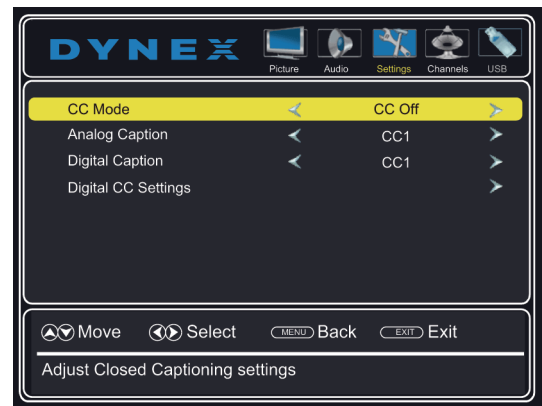 DYNEX
Picture Audio Settings Channels USB
CC Mode CC Off
Analog Caption CC1
Digital Caption CC1
Digital CC Settings
Move Select MENU Back EXIT Exit
Adjust Closed Captioning settings